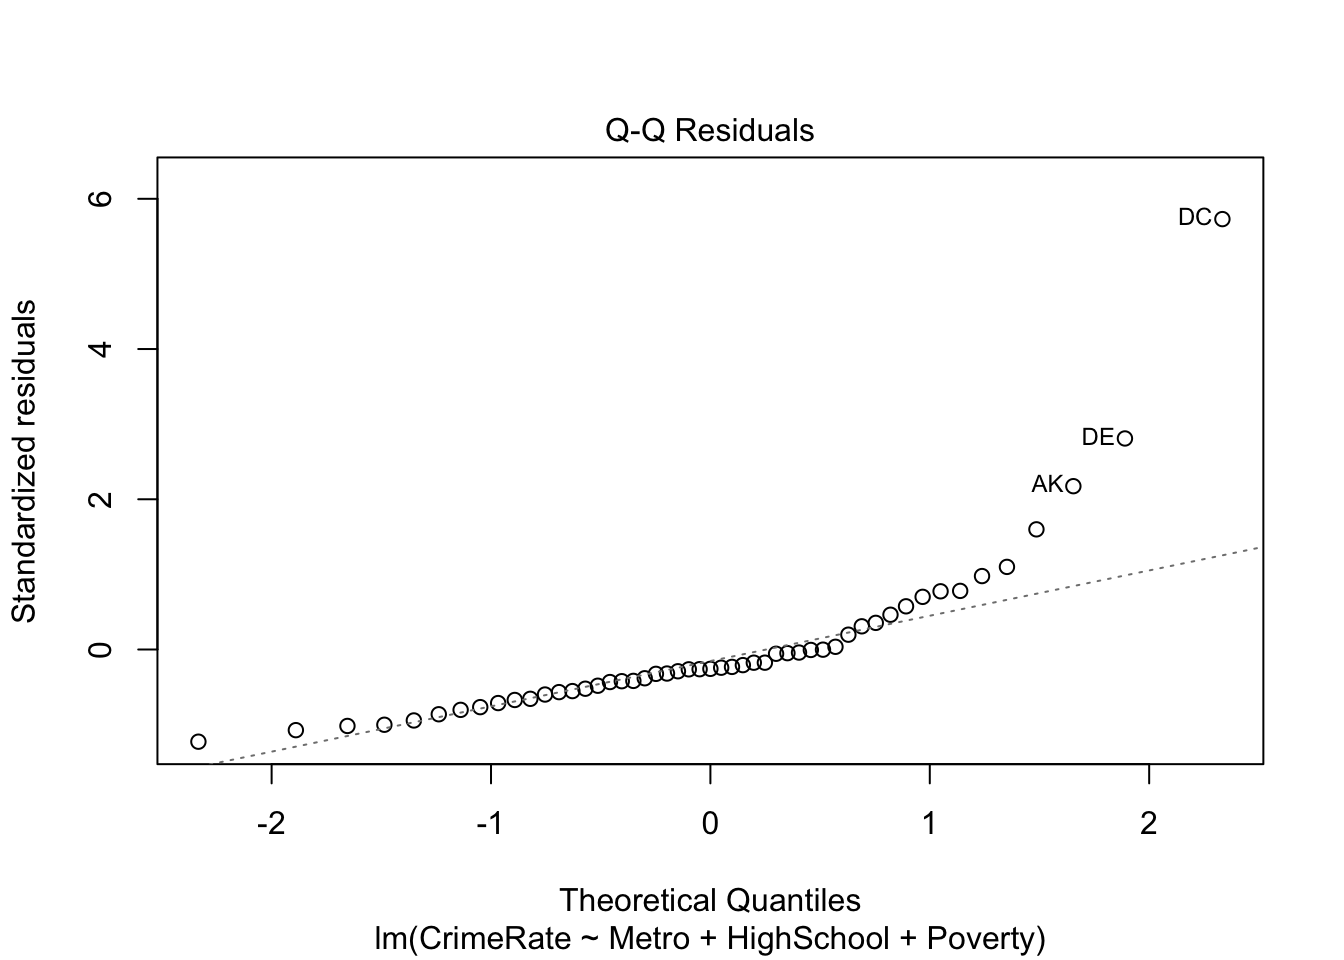 Q-Q Residuals
Standardized residuals
6
4
2
0
DC
DE
AK
-2 -1 0 1 2
Theoretical Quantiles
lm(CrimeRate ~ Metro + HighSchool + Poverty)